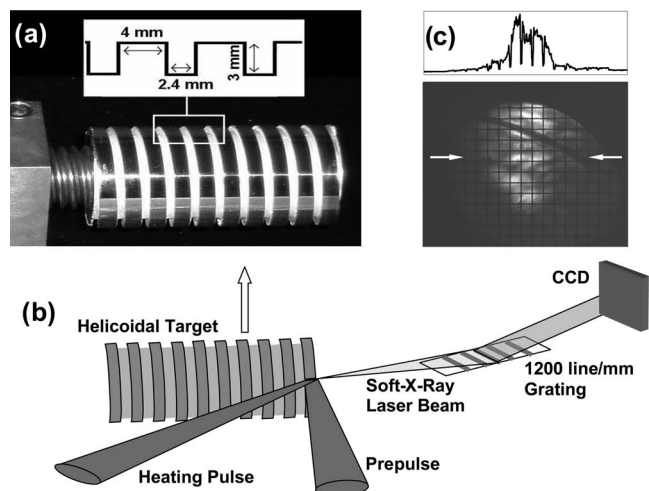 (a)
4 mm
2.4 mm
3 mm
(c)
(b)
CCD
Helicoidal Target
1200 line/mm
Grating
Soft-X-Ray
Laser Beam
Heating Pulse
Prepulse